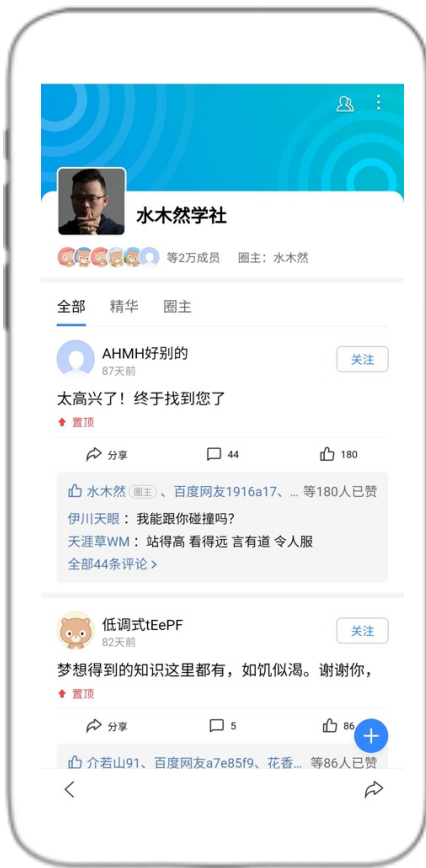 水木然学社
等2万成员 圈主：水木然
全部 精华 圈主
AMHH好别的
87天前
关注
太高兴了！终于找到您了
置顶
分享 44 180
水木然 圈主 、百度网友1916a17、... 等180人已赞
伊川天眼：我能跟你碰撞吗？
天涯草WM：站得高 看得远 言有道 令人服
全部44条评论>
低调式tEePF
82天前
关注
梦想得到的知识这里都有，如饥似渴。谢谢你，
置顶
分享 5 86
介若山91、百度网友a7e85f9、花香... 等86人已赞